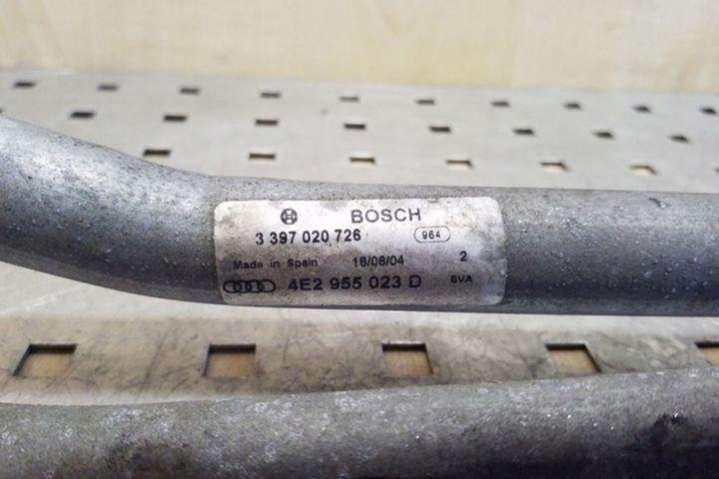 BOSCH
3 397 020 726 964
Made in Spain 18/08/04 2
4E2 955 023 D 6VA